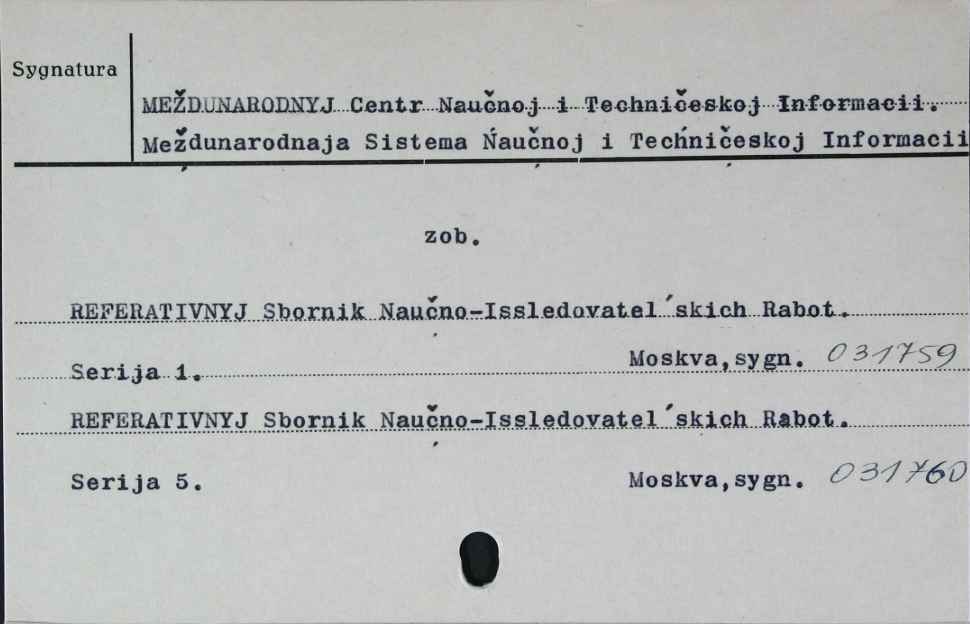 Sygnatura
MEŽDUNARODNYJ Centr Naučnoj i Techničeskoj Informacii.
Meždunarodnaja Sistema Naučnoj i Techničeskoj Informacii
zob.
REFERATIVNYJ Sbornik Naučno-Issledovatel´skich Rabot.
Serija 1. Moskva,sygn. 031759
REFERATIVNYJ Sbornik Naučno-Issledovatel´skich Rabot.
Serija 5. Moskva,sygn. 031760